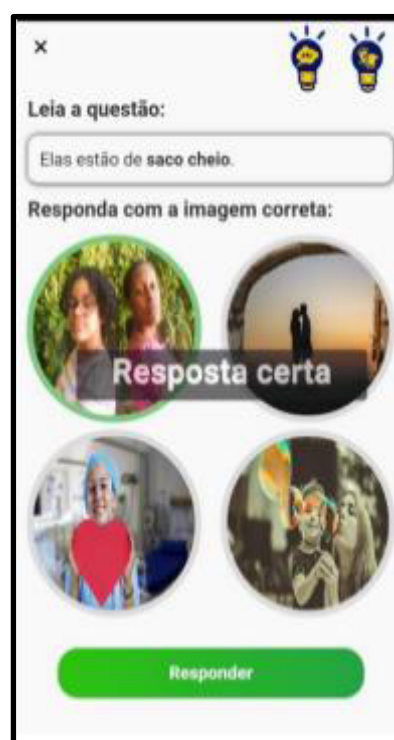 ×
Leia a questão:
Elas estão de saco cheio.
Responda com a imagem correta:
Resposta certa
Responder